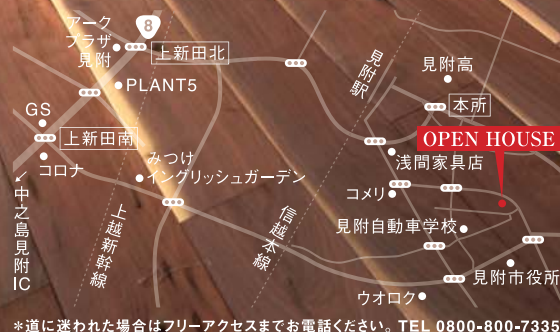 アーク
プラザ
見附
8
上新田北
PLANT5
見附駅
見附高
本所
GS
上新田南
OPEN HOUSE
コロナ
みつけ
イングリッシュガーデン
浅間家具店
コメリ
↙中之島見附IC
上越新幹線
信越本線
見附自動車学校
見附市役所
ウオロク
*道に迷われた場合はフリーアクセスまでお電話ください。TEL 0800-800-7335